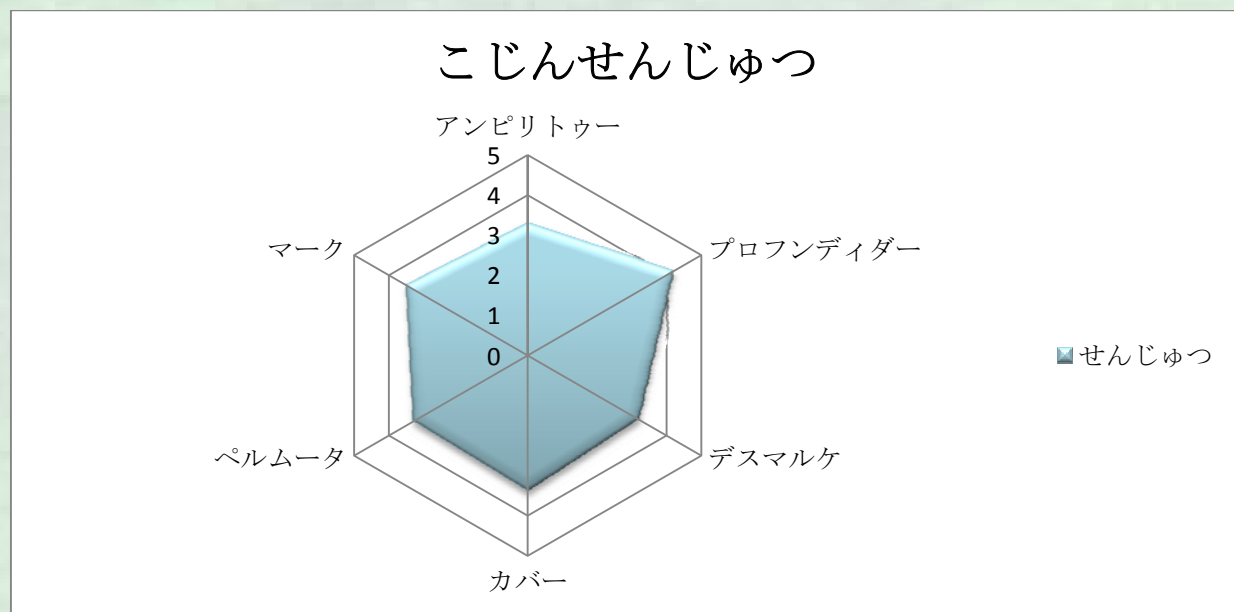 こじんせんじゅつ
アンピリトゥー
5
4
3
2
1
0
プロフンディダー
デスマルケ
カバー
ペルムータ
マーク
せんじゅつ